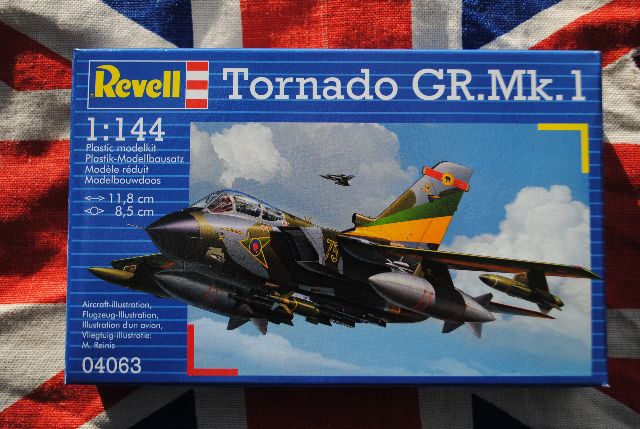 Revell
Tornado GR.Mk.1
1:144
Plastic modelkit
Plastik-Modellbausatz
Modèle réduit
Modelbouwdoos
11,8 cm
8,5 cm
Aircraft-illustration,
Flugzeug-Illustration,
Illustration d'un avion,
Vliegtuig-illustratie:
M. Reinis
04063